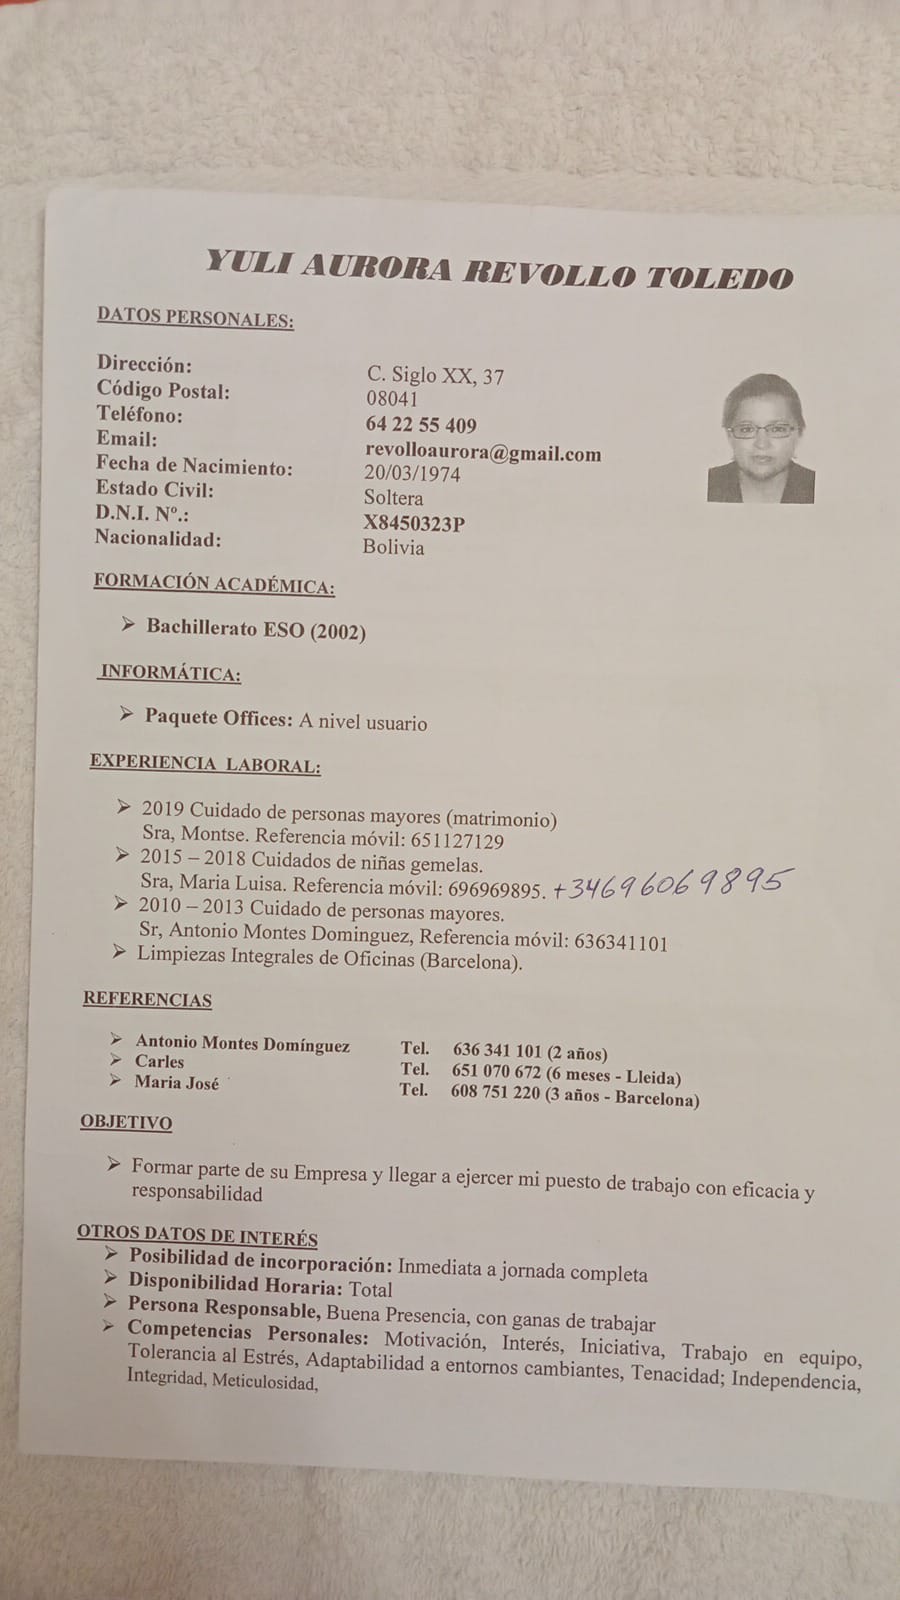 YULI AURORA REVOLLO TOLEDO
DATOS PERSONALES:
Dirección: C. Siglo XX, 37
Código Postal: 08041
Teléfono: 64 22 55 409
Email: revolloaurora@gmail.com
Fecha de Nacimiento: 20/03/1974
Estado Civil: Soltera
D.N.I. Nº.: X8450323P
Nacionalidad: Bolivia
FORMACIÓN ACADÉMICA:
➢ Bachillerato ESO (2002)
INFORMÁTICA:
➢ Paquete Offices: A nivel usuario
EXPERIENCIA LABORAL:
➢ 2019 Cuidado de personas mayores (matrimonio)
Sra, Montse. Referencia móvil: 651127129
➢ 2015 – 2018 Cuidados de niñas gemelas.
Sra, Maria Luisa. Referencia móvil: 696969895. +34696069895
➢ 2010 – 2013 Cuidado de personas mayores.
Sr, Antonio Montes Dominguez, Referencia móvil: 636341101
➢ Limpiezas Integrales de Oficinas (Barcelona).
REFERENCIAS
➢ Antonio Montes Domínguez Tel. 636 341 101 (2 años)
➢ Carles Tel. 651 070 672 (6 meses - Lleida)
➢ Maria José Tel. 608 751 220 (3 años - Barcelona)
OBJETIVO
➢ Formar parte de su Empresa y llegar a ejercer mi puesto de trabajo con eficacia y
responsabilidad
OTROS DATOS DE INTERÉS
➢ Posibilidad de incorporación: Inmediata a jornada completa
➢ Disponibilidad Horaria: Total
➢ Persona Responsable, Buena Presencia, con ganas de trabajar
➢ Competencias Personales: Motivación, Interés, Iniciativa, Trabajo en equipo,
Tolerancia al Estrés, Adaptabilidad a entornos cambiantes, Tenacidad; Independencia,
Integridad, Meticulosidad,